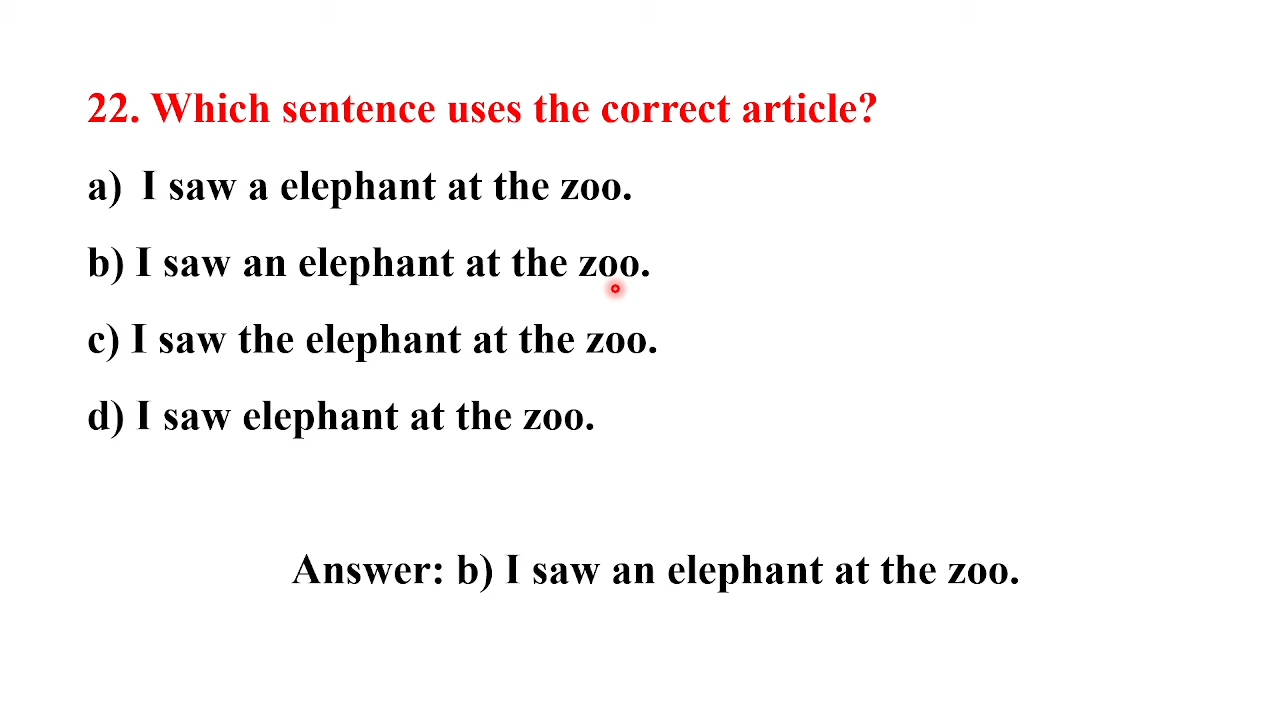 22. Which sentence uses the correct article?
a) I saw a elephant at the zoo.
b) I saw an elephant at the zoo.
c) I saw the elephant at the zoo.
d) I saw elephant at the zoo.
Answer: b) I saw an elephant at the zoo.